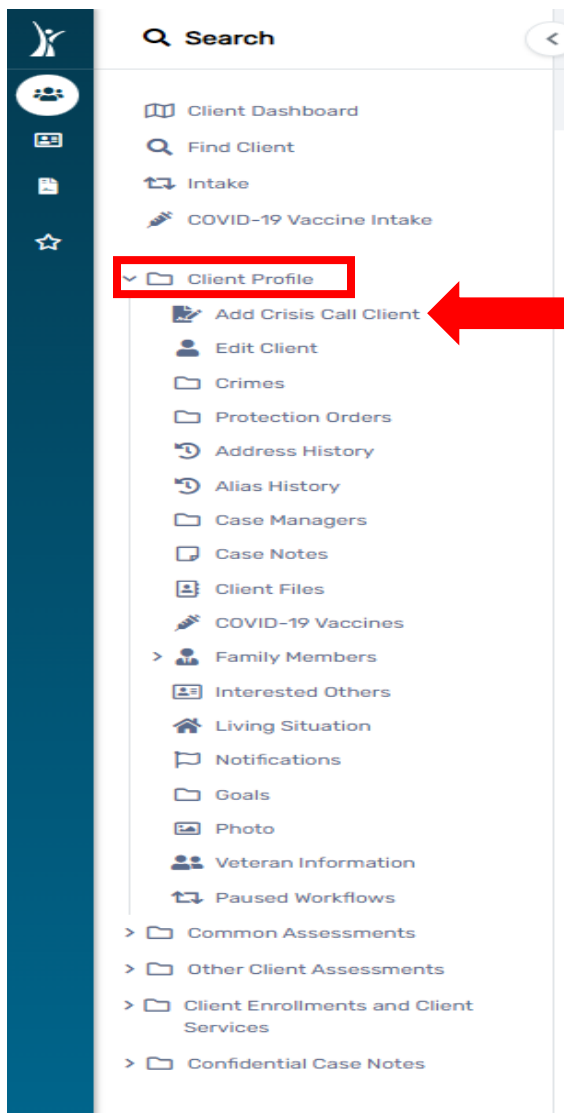 Search
Client Dashboard
Find Client
Intake
COVID-19 Vaccine Intake
Client Profile
Add Crisis Call Client
Edit Client
Crimes
Protection Orders
Address History
Alias History
Case Managers
Case Notes
Client Files
COVID-19 Vaccines
Family Members
Interested Others
Living Situation
Notifications
Goals
Photo
Veteran Information
Paused Workflows
Common Assessments
Other Client Assessments
Client Enrollments and Client
Services
Confidential Case Notes